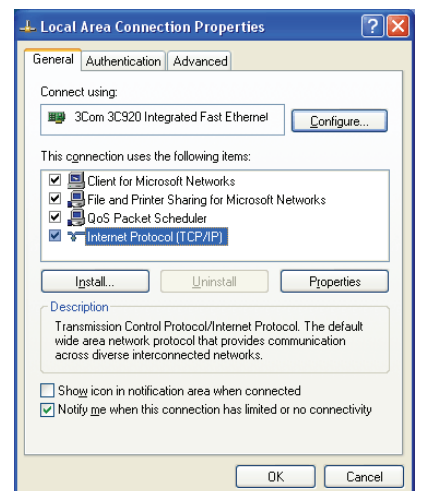 Local Area Connection Properties
General Authentication Advanced
Connect using:
3Com 3C920 Integrated Fast Ethernet Configure...
This connection uses the following items:
Client for Microsoft Networks
File and Printer Sharing for Microsoft Networks
QoS Packet Scheduler
Internet Protocol (TCP/IP)
Install... Uninstall Properties
Description
Transmission Control Protocol/Internet Protocol. The default
wide area network protocol that provides communication
across diverse interconnected networks.
Show icon in notification area when connected
Notify me when this connection has limited or no connectivity
OK Cancel